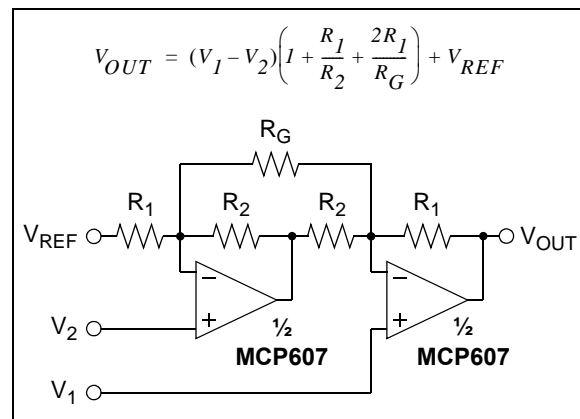 V_OUT = (V_1 – V_2)(1 + R_1/R_2 + 2R_1/R_G) + V_REF
R_G
R_1 R_2 R_2 R_1
V_REF V_OUT
– –
+ +
V_2 ½ ½
MCP607 MCP607
V_1